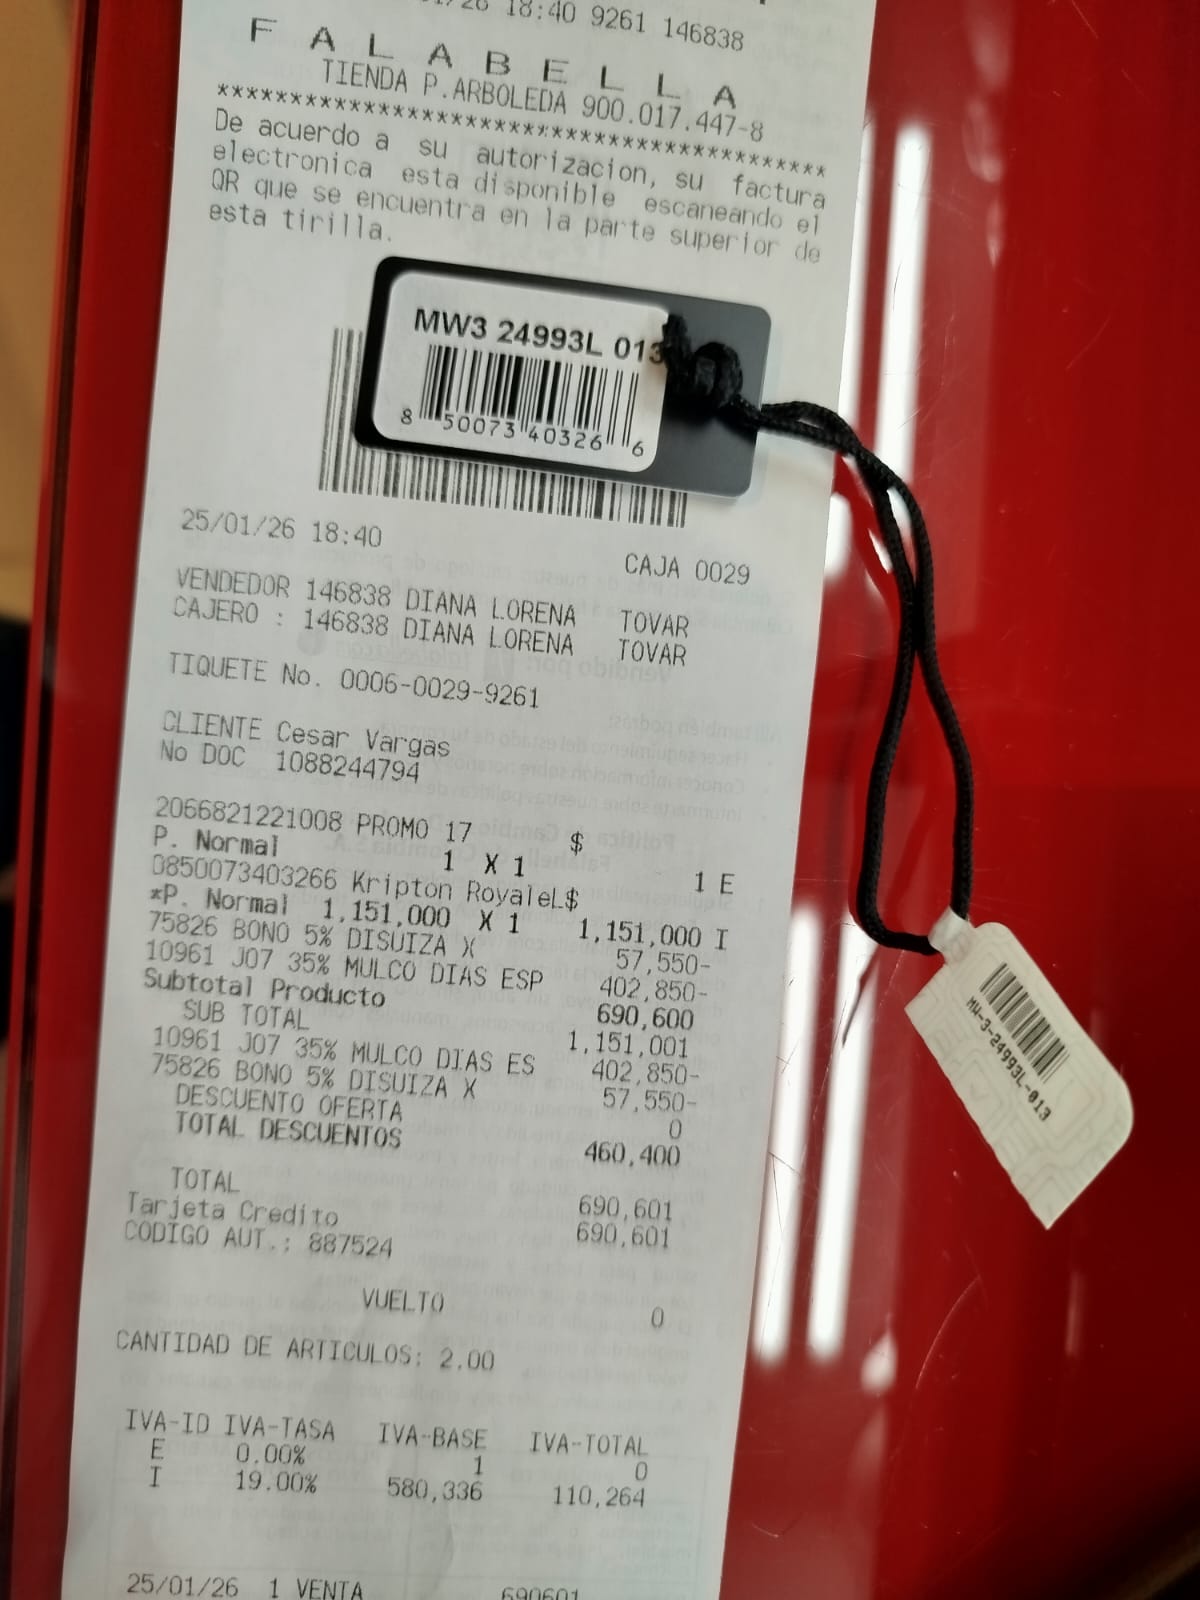 18:40 9261 146838
F A L A B E L L A
TIENDA P.ARBOLEDA 900.017.447-8
**************************************************
De acuerdo a su autorizacion, su factura
electronica esta disponible escaneando el
QR que se encuentra en la parte superior de
esta tirilla.
MW3 24993L 013
8 50073 40326 6
25/01/26 18:40
CAJA 0029
VENDEDOR 146838 DIANA LORENA TOVAR
CAJERO : 146838 DIANA LORENA TOVAR
TIQUETE No. 0006-0029-9261
CLIENTE Cesar Vargas
No DOC 1088244794
2066821221008 PROMO 17 $
P. Normal 1 X 1 1 E
0850073403266 Kripton RoyaleL$
*P. Normal 1,151,000 X 1 1,151,000 I
75826 BONO 5% DISUIZA X 57,550-
10961 J07 35% MULCO DIAS ESP 402,850-
Subtotal Producto 690,600
SUB TOTAL 1,151,001
10961 J07 35% MULCO DIAS ES 402,850-
75826 BONO 5% DISUIZA X 57,550-
DESCUENTO OFERTA 0
TOTAL DESCUENTOS 460,400
TOTAL 690,601
Tarjeta Credito 690,601
CODIGO AUT.: 887524
VUELTO 0
CANTIDAD DE ARTICULOS: 2.00
IVA-ID IVA-TASA IVA-BASE IVA-TOTAL
E 0.00% 1 0
I 19.00% 580,336 110,264
25/01/26 1 VENTA 690601
MW-3-24993L-013